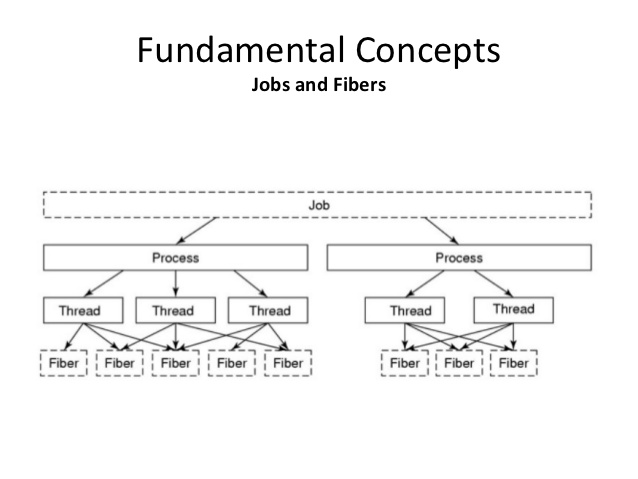 Fundamental Concepts
Jobs and Fibers
Job
Process Process
Thread Thread Thread Thread Thread
Fiber Fiber Fiber Fiber Fiber Fiber Fiber Fiber